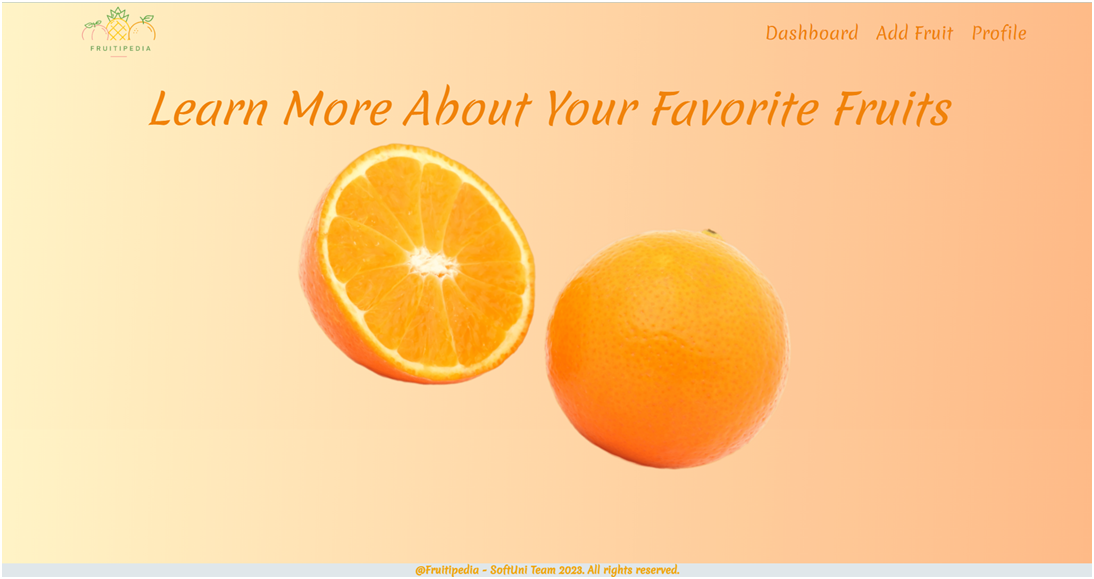 FRUITIPEDIA
Dashboard Add Fruit Profile
Learn More About Your Favorite Fruits
@Fruitipedia - SoftUni Team 2023. All rights reserved.